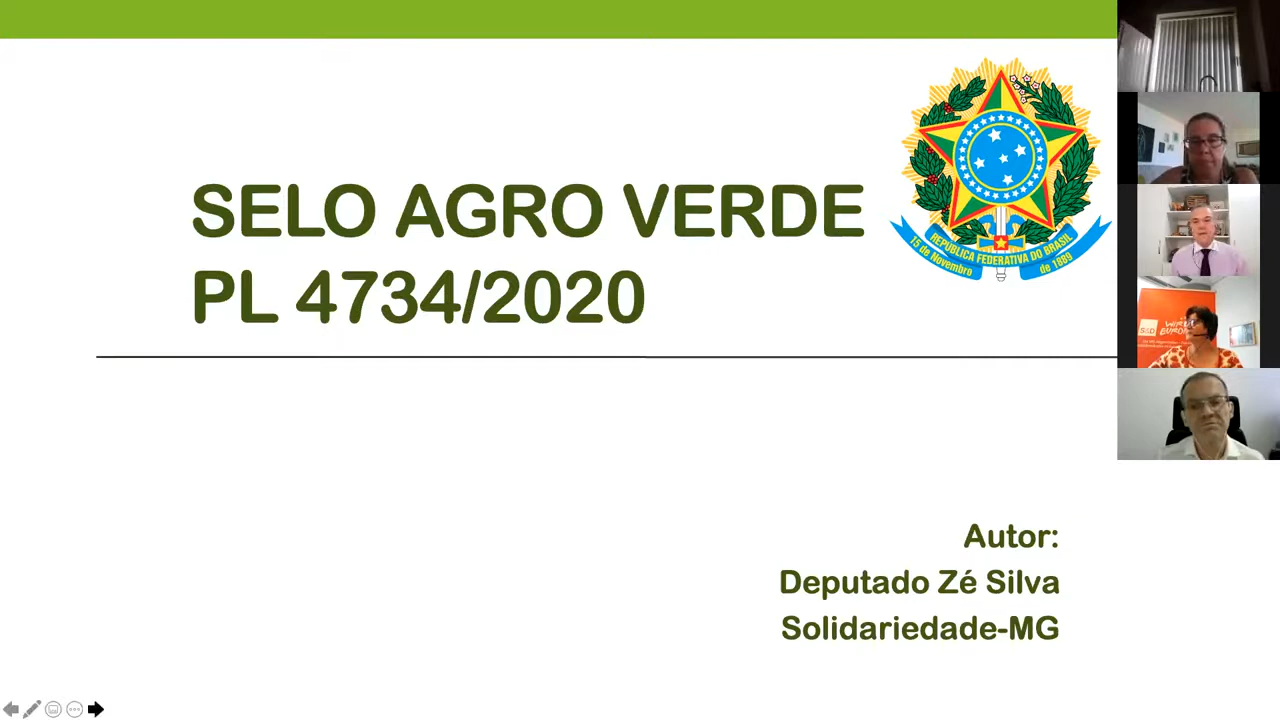 SELO AGRO VERDE
PL 4734/2020
REPÚBLICA FEDERATIVA DO BRASIL
15 de Novembro
de 1889
S&D
Autor:
Deputado Zé Silva
Solidariedade-MG